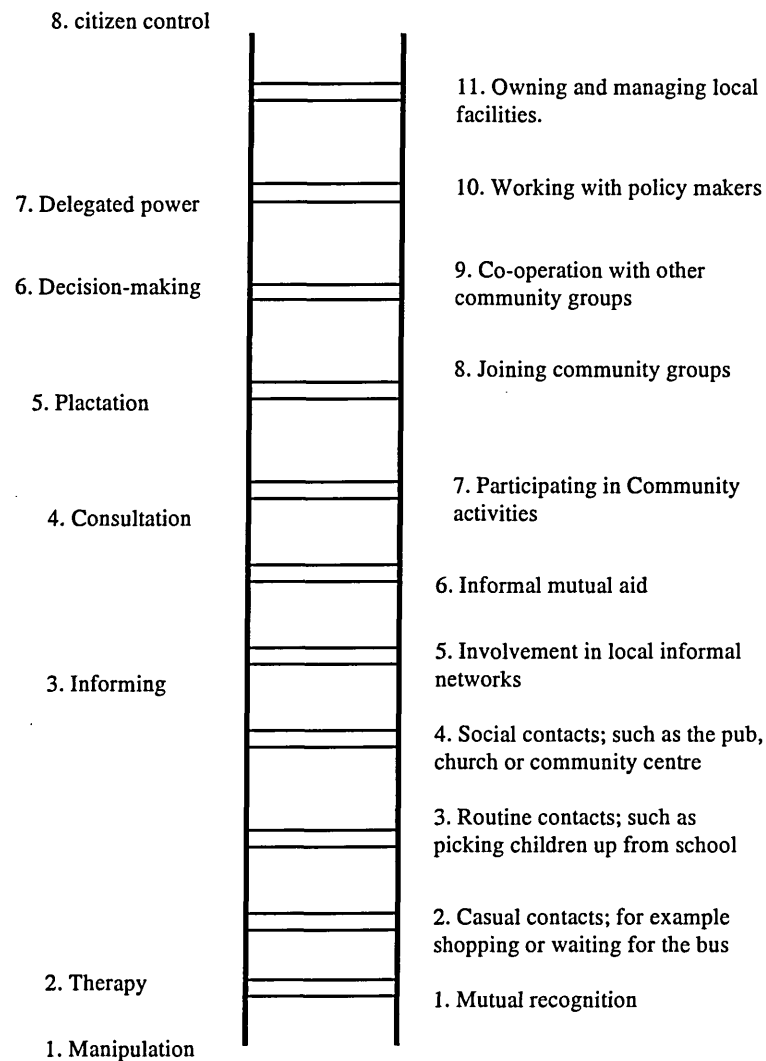 8. citizen control
11. Owning and managing local
facilities.
10. Working with policy makers
7. Delegated power
9. Co-operation with other
community groups
6. Decision-making
8. Joining community groups
5. Plactation
7. Participating in Community
activities
4. Consultation
6. Informal mutual aid
5. Involvement in local informal
networks
3. Informing
4. Social contacts; such as the pub,
church or community centre
3. Routine contacts; such as
picking children up from school
2. Casual contacts; for example
shopping or waiting for the bus
2. Therapy
1. Mutual recognition
1. Manipulation